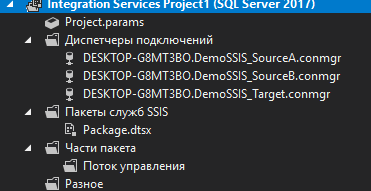 Integration Services Project1 (SQL Server 2017)
Project.params
Диспетчеры подключений
DESKTOP-G8MT3BO.DemoSSIS_SourceA.conmgr
DESKTOP-G8MT3BO.DemoSSIS_SourceB.conmgr
DESKTOP-G8MT3BO.DemoSSIS_Target.conmgr
Пакеты служб SSIS
Package.dtsx
Части пакета
Поток управления
Разное